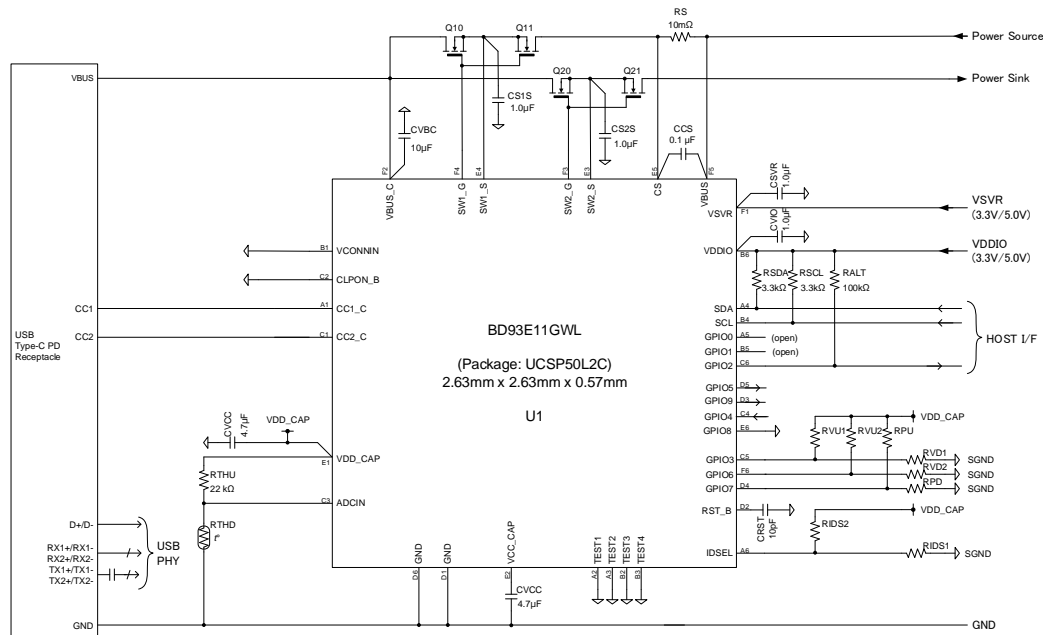 Q10
Q11
RS
10mΩ
Power Source
VBUS
Q20
Q21
Power Sink
CS1S
1.0µF
CVBC
10µF
CS2S
1.0µF
CCS
0.1 µF
F2
F4
E4
F3
E3
E5
F5
VBUS_C
SW1_G
SW1_S
SW2_G
SW2_S
CS
VBUS
CSVR
1.0µF
VSVR
F1
VSVR
(3.3V/5.0V)
CVIO
1.0µF
VDDIO
B6
VDDIO
(3.3V/5.0V)
B1
VCONNIN
C2
CLPON_B
CC1
A1
CC1_C
CC2
C1
CC2_C
USB
Type-C PD
Receptacle
BD93E11GWL
(Package: UCSP50L2C)
2.63mm x 2.63mm x 0.57mm
U1
RSDA
3.3kΩ
RSCL
3.3kΩ
RALT
100kΩ
SDA
A4
SCL
B4
GPIO0
A5
(open)
GPIO1
B5
(open)
GPIO2
C6
HOST I/F
GPIO5
D5
GPIO9
D3
GPIO4
C4
GPIO8
E6
VDD_CAP
RVU1
RVU2
RPU
GPIO3
C5
RVD1
SGND
GPIO6
F6
RVD2
SGND
GPIO7
D4
RPD
SGND
RST_B
D2
CRST
10pF
VDD_CAP
RIDS2
IDSEL
A6
RIDS1
SGND
CVCC
4.7µF
VDD_CAP
E1
VDD_CAP
RTHU
22 kΩ
C3
ADCIN
RTHD
t°
D+/D-
RX1+/RX1-
RX2+/RX2-
TX1+/TX1-
TX2+/TX2-
USB
PHY
GND
GND
VCC_CAP
TEST1
TEST2
TEST3
TEST4
D6
D1
E2
A2
A3
B2
B3
CVCC
4.7µF
GND
GND